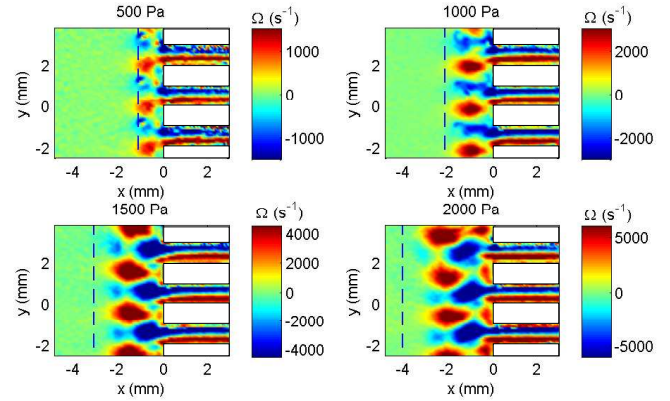 500 Pa
Ω (s⁻¹)
1000 Pa
Ω (s⁻¹)
y (mm)
2
0
-2
1000
0
-1000
y (mm)
2
0
-2
2000
0
-2000
-4 -2 0 2
x (mm)
-4 -2 0 2
x (mm)
1500 Pa
Ω (s⁻¹)
2000 Pa
Ω (s⁻¹)
y (mm)
2
0
-2
4000
2000
0
-2000
-4000
y (mm)
2
0
-2
5000
0
-5000
-4 -2 0 2
x (mm)
-4 -2 0 2
x (mm)